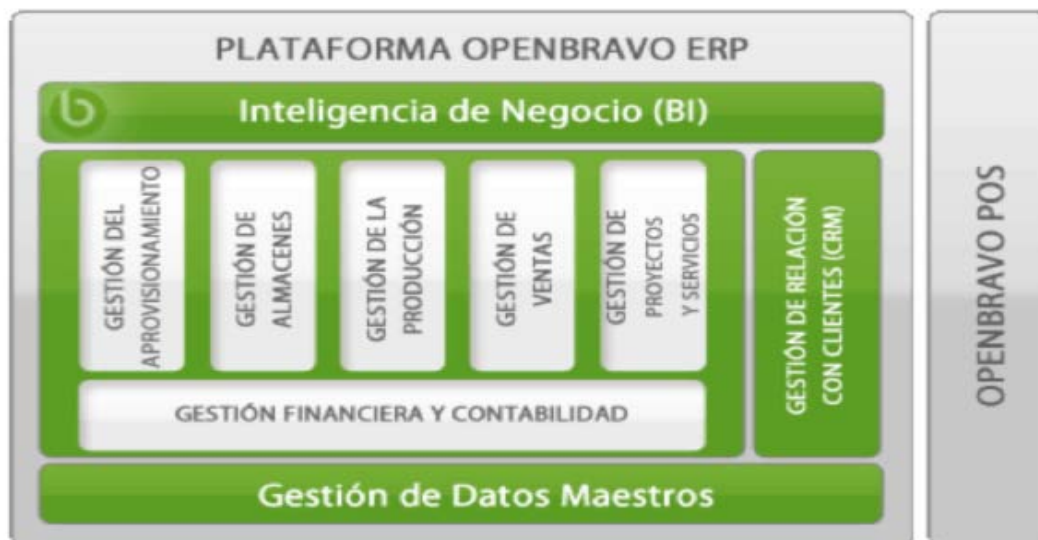 PLATAFORMA OPENBRAVO ERP
b
Inteligencia de Negocio (BI)
GESTIÓN DEL
APROVISIONAMIENTO
GESTIÓN DE
ALMACENES
GESTIÓN DE LA
PRODUCCIÓN
GESTIÓN DE
VENTAS
GESTIÓN DE
PROYECTOS
Y SERVICIOS
GESTIÓN DE RELACIÓN
CON CLIENTES (CRM)
GESTIÓN FINANCIERA Y CONTABILIDAD
Gestión de Datos Maestros
OPENBRAVO POS